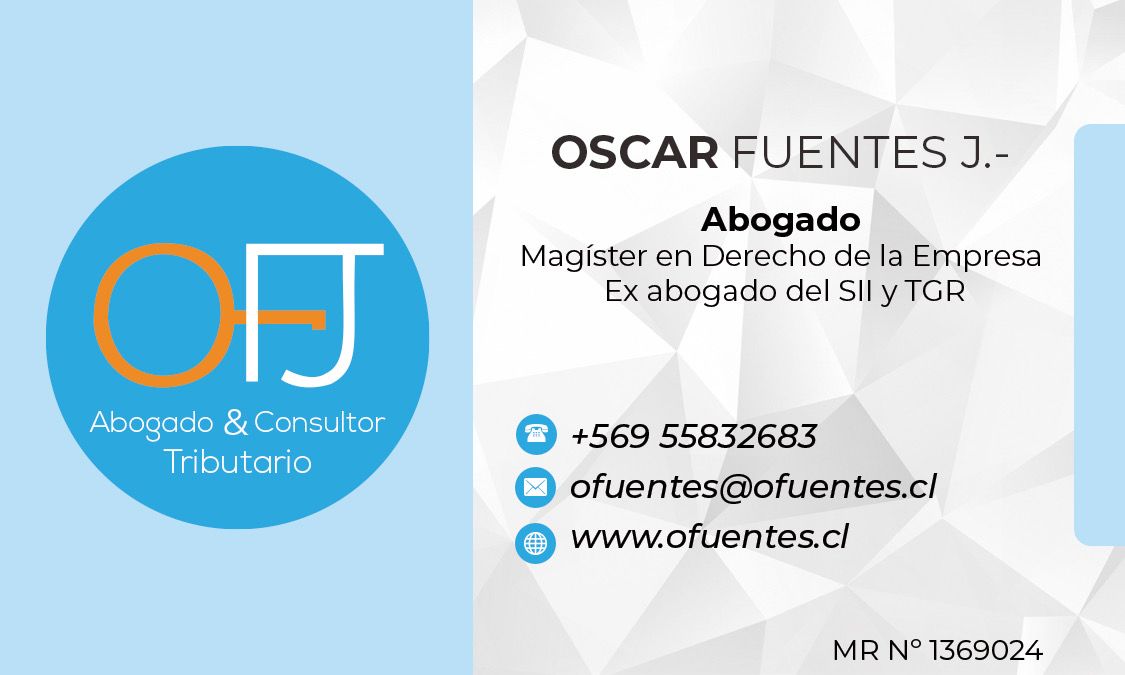 OFJ
Abogado & Consultor
Tributario
OSCAR FUENTES J.-
Abogado
Magíster en Derecho de la Empresa
Ex abogado del SII y TGR
+569 55832683
ofuentes@ofuentes.cl
www.ofuentes.cl
MR Nº 1369024